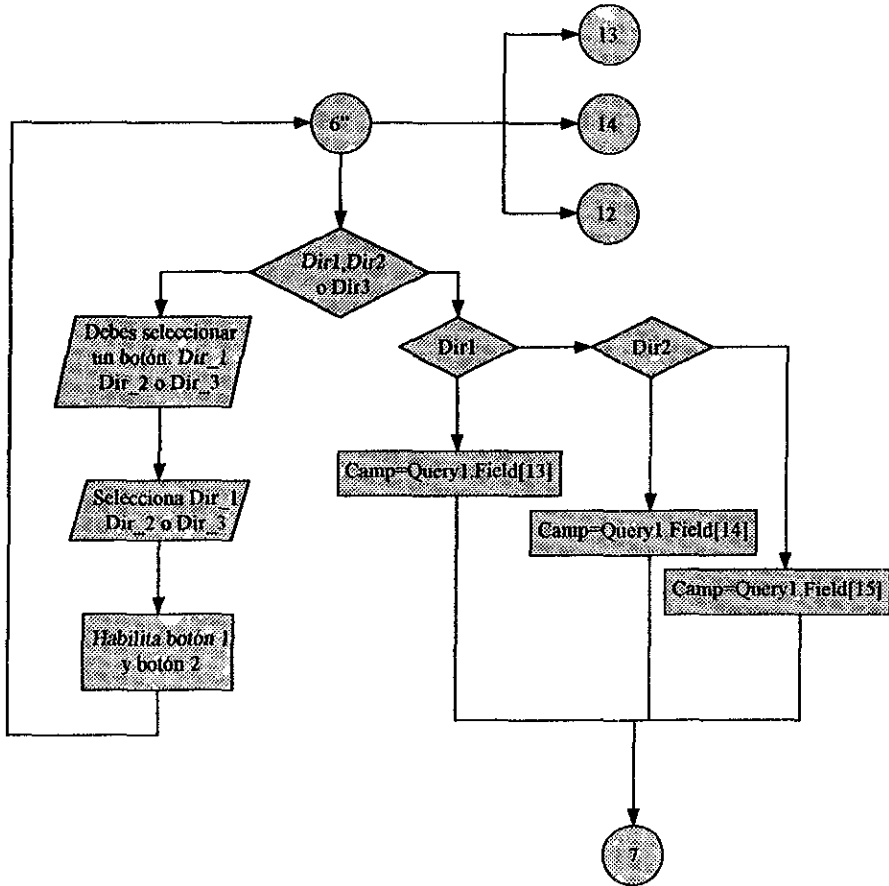 13
6"
14
12
Dir1,Dir2
o Dir3
Debes seleccionar
un botón. Dir_1
Dir_2 o Dir_3
Dir1
Dir2
Camp=Query1.Field[13]
Selecciona Dir_1
Dir_2 o Dir_3
Camp=Query1.Field[14]
Camp=Query1.Field[15]
Habilita botón 1
y botón 2
7